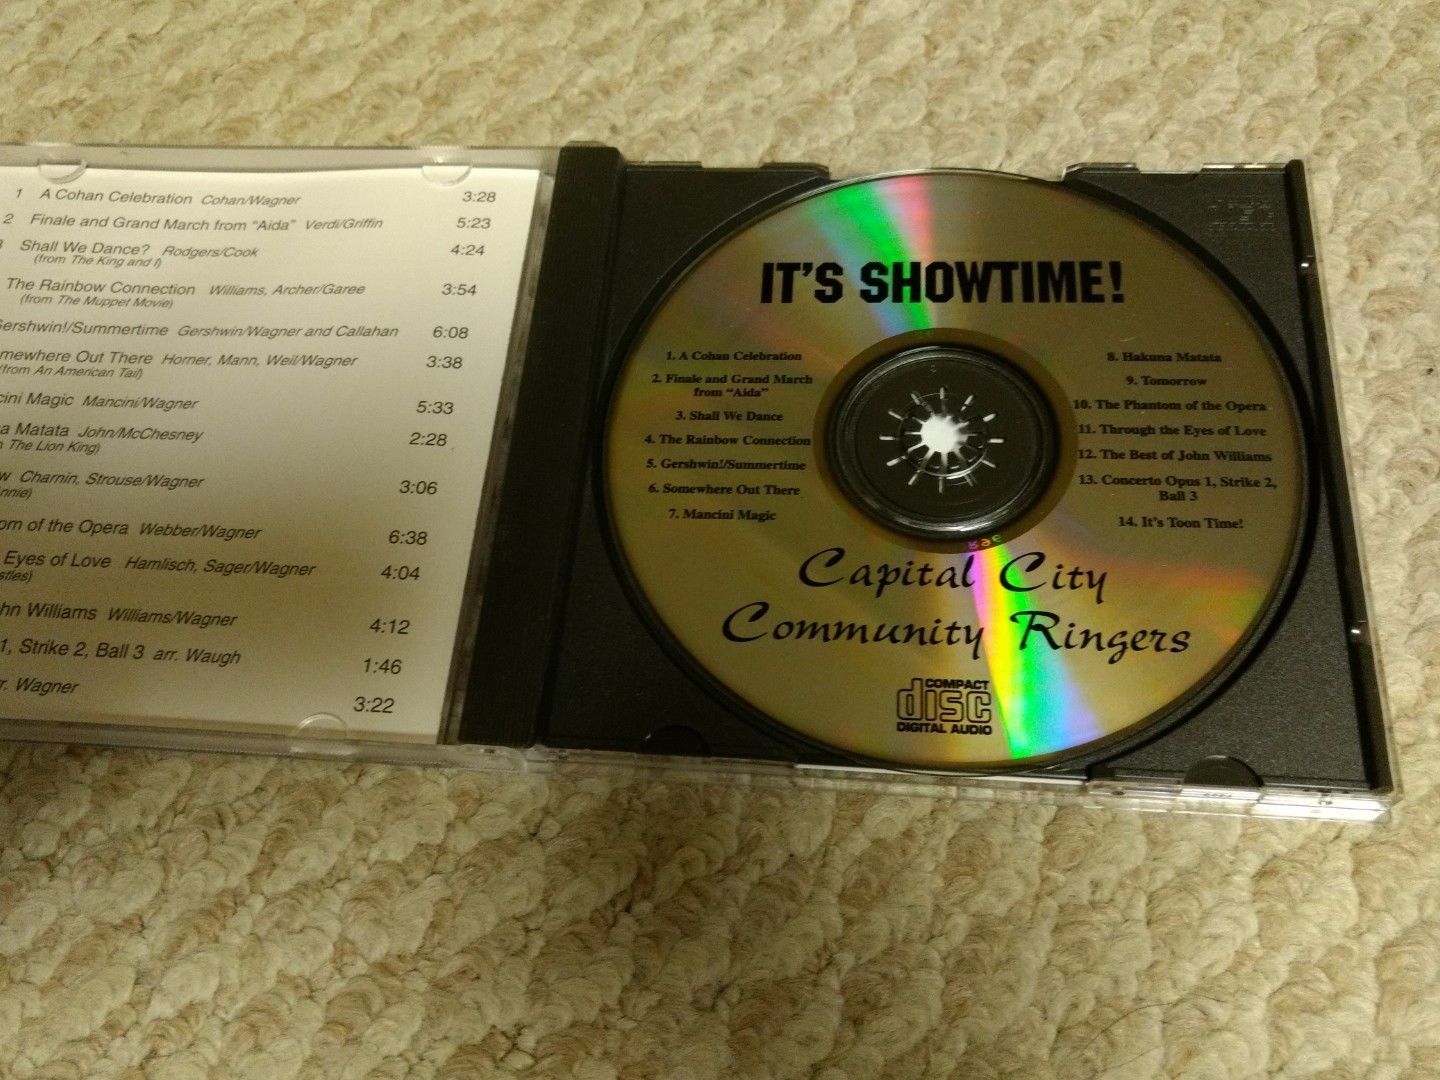 1 A Cohan Celebration Cohan/Wagner 3:28
2 Finale and Grand March from “Aida” Verdi/Griffin 5:23
Shall We Dance? Rodgers/Cook 4:24
(from The King and I)
The Rainbow Connection Williams, Archer/Garee 3:54
(from The Muppet Movie)
Gershwin!/Summertime Gershwin/Wagner and Callahan 6:08
mewhere Out There Horner, Mann, Weil/Wagner 3:38
(from An American Tail)
cini Magic Mancini/Wagner 5:33
a Matata John/McChesney 2:28
The Lion King)
w Charnin, Strouse/Wagner 3:06
nnie)
om of the Opera Webber/Wagner 6:38
Eyes of Love Hamlisch, Sager/Wagner 4:04
stles)
hn Williams Williams/Wagner 4:12
1, Strike 2, Ball 3 arr. Waugh 1:46
r. Wagner 3:22
IT'S SHOWTIME!
1. A Cohan Celebration
2. Finale and Grand March
from “Aida”
3. Shall We Dance
4. The Rainbow Connection
5. Gershwin!/Summertime
6. Somewhere Out There
7. Mancini Magic
8. Hakuna Matata
9. Tomorrow
10. The Phantom of the Opera
11. Through the Eyes of Love
12. The Best of John Williams
13. Concerto Opus 1, Strike 2,
Ball 3
14. It's Toon Time!
Capital City
Community Ringers
COMPACT
disc
DIGITAL AUDIO